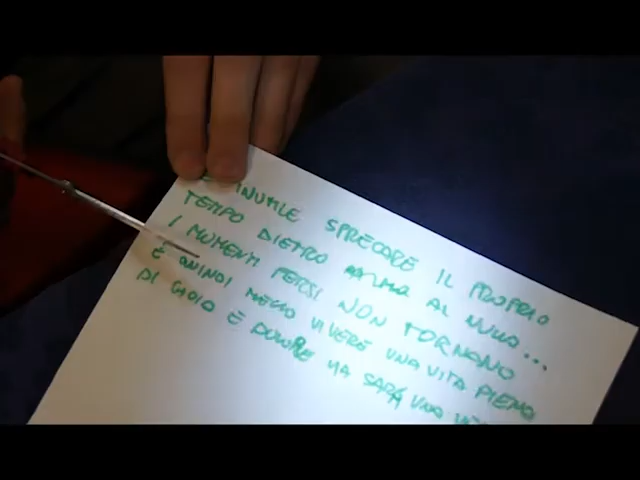 INUTILE SPRECARE IL PROPRIO
TEMPO DIETRO AL NULLA...
I MOMENTI PERSI NON TORNANO
E QUINDI MEGLIO VIVERE UNA VITA PIENA
DI GIOIO E DOLORE MA SARÀ UNA